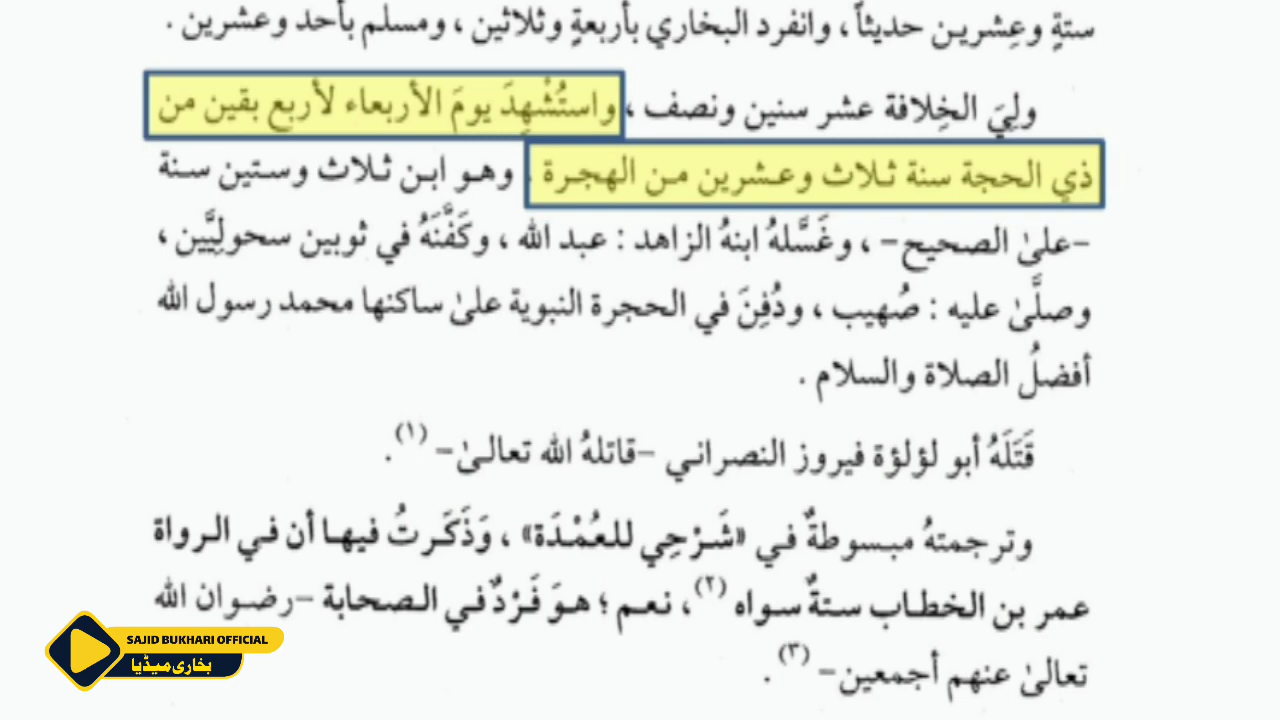 ستةٍ وعِشرين حديثاً ، وانفرد البخاري بأربعةٍ وثلاثين ، ومسلم بأحد وعشرين .
ولِيَ الخِلافة عشر سنين ونصف ، واستُشْهِدَ يومَ الأربعاء لأربع بقين من
ذي الحجة سنة ثلاث وعشرين من الهجرة ، وهو ابن ثلاث وستين سنة
-علىٰ الصحيح- ، وغَسَّلهُ ابنهُ الزاهد : عبد الله ، وكَفَّنَهُ في ثوبين سحولِيَّين ،
وصلَّىٰ عليه : صُهيب ، ودُفِنَ في الحجرة النبوية علىٰ ساكنها محمد رسول الله
أفضلُ الصلاة والسلام .
قَتَلَهُ أبو لؤلؤة فيروز النصراني -قاتلهُ الله تعالىٰ- (١) .
وترجمتهُ مبسوطةٌ في «شَرْحِي للعُمْدَة» ، وَذَكَرتُ فيها أن في الرواة
عمر بن الخطاب ستةٌ سواه (٢) ، نعم ؛ هوَ فَرْدٌ في الصحابة -رضوان الله
تعالىٰ عنهم أجمعين- (٣) .
SAJID BUKHARI OFFICIAL
بخاری میڈیا